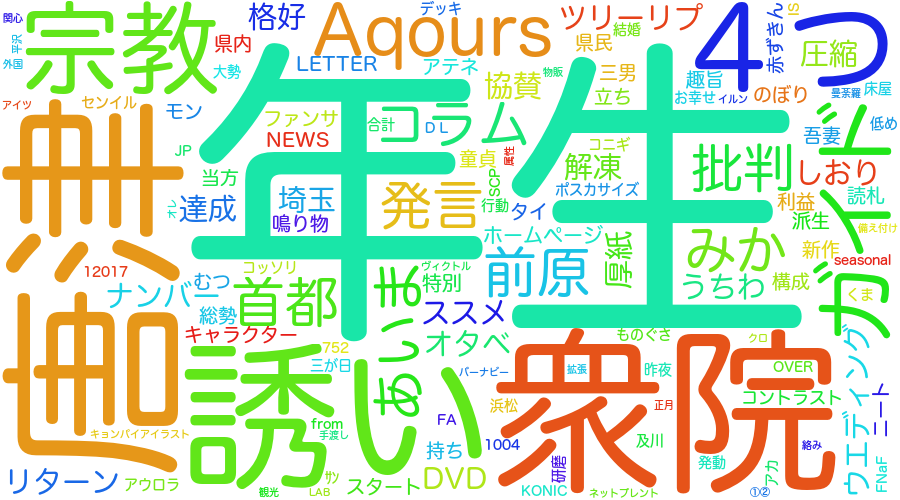 関心
宗教
格好
デッキ
ツリーリプ
Aqours
結婚
4つ
赤ずきん
IS
平沢
外国
県内
大勢
LETTER
アテネ
県民
物販
趣旨
圧縮
アイツ
センイル
モン
ファンサ
合計
DL
コラム
協賛
三男
立ち
お幸せ
イルン
のぼり
曼荼羅
床屋
無過
年生
NEWS
JP
当方
童貞
SCP
属性
コニギ
解凍
批判
吾妻
低め
しおり
達成
埼玉
発言
行動
タイ
ポスカサイズ
利益
読札
オレ
鳴り物
ホームページ
派生
備え付け
12017
コッソリ
ヴィクトル
前原
厚紙
みか
新作
seasonal
ナンバー
むつ
首都
あいま
特別
うちわ
構成
くま
ガイド
総勢
ススメ
キャラクター
オタベ
ものぐさ
クロ
752
三が日
バーナビー
誘い
衆院
拡張
昨夜
OVER
ウエディング
コントラスト
ニート
浜松
正月
FA
from
手渡し
キョンパイアイラスト
持ち
1004
研磨
及川
絡み
リターン
アウロラ
サン
スタート
DVD
発動
アカ
FNaF
観光
LAB
KONIC
ネットプレント
①②